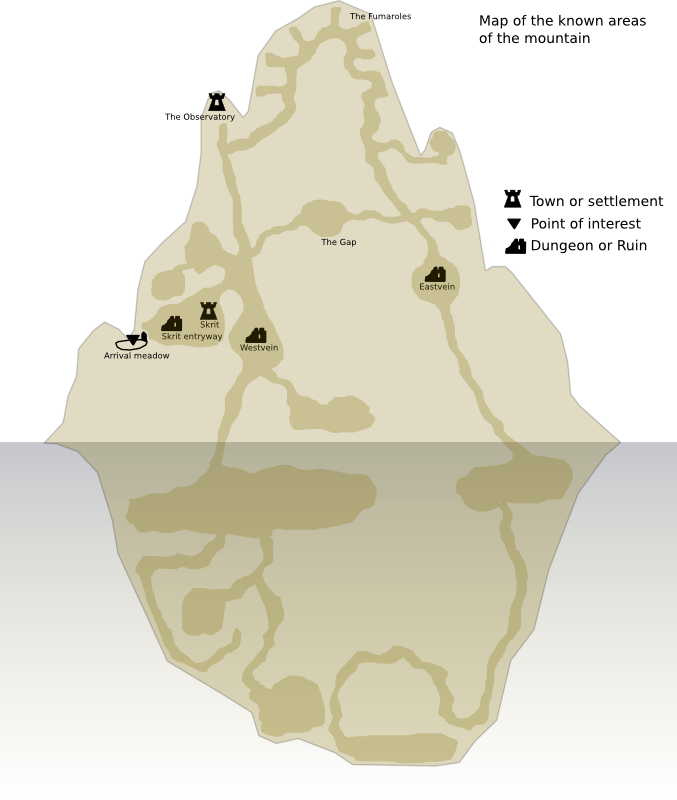 The Fumaroles
Map of the known areas
of the mountain
The Observatory
Town or settlement
Point of interest
Dungeon or Ruin
The Gap
Eastvein
Skrit
Skrit entryway
Westvein
Arrival meadow